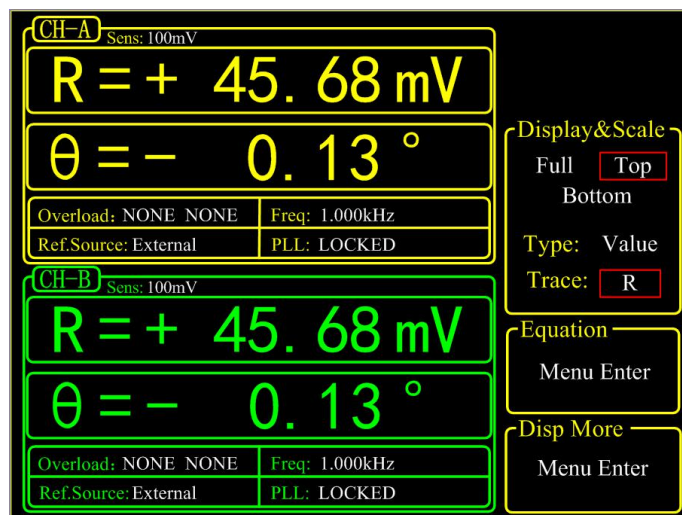 CH-A Sens: 100mV
R=+ 45.68 mV
θ=- 0.13 °
Overload: NONE NONE Freq: 1.000kHz
Ref.Source: External PLL: LOCKED
CH-B Sens: 100mV
R=+ 45.68 mV
θ=- 0.13 °
Overload: NONE NONE Freq: 1.000kHz
Ref.Source: External PLL: LOCKED
Display&Scale
Full Top
Bottom
Type: Value
Trace: R
Equation
Menu Enter
Disp More
Menu Enter